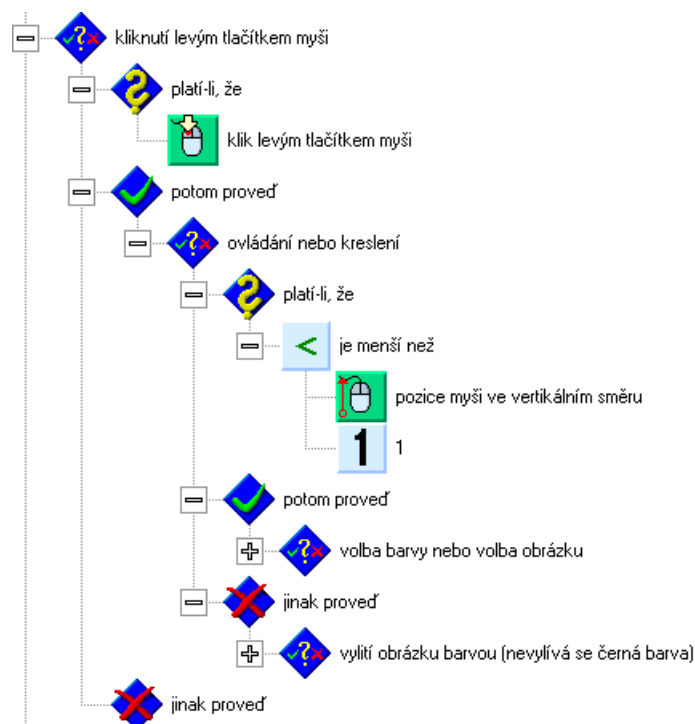 kliknutí levým tlačítkem myši
platí-li, že
klik levým tlačítkem myši
potom proveď
ovládání nebo kreslení
platí-li, že
je menší než
pozice myši ve vertikálním směru
1 1
potom proveď
volba barvy nebo volba obrázku
jinak proveď
vylití obrázku barvou (nevylívá se černá barva)
jinak proveď